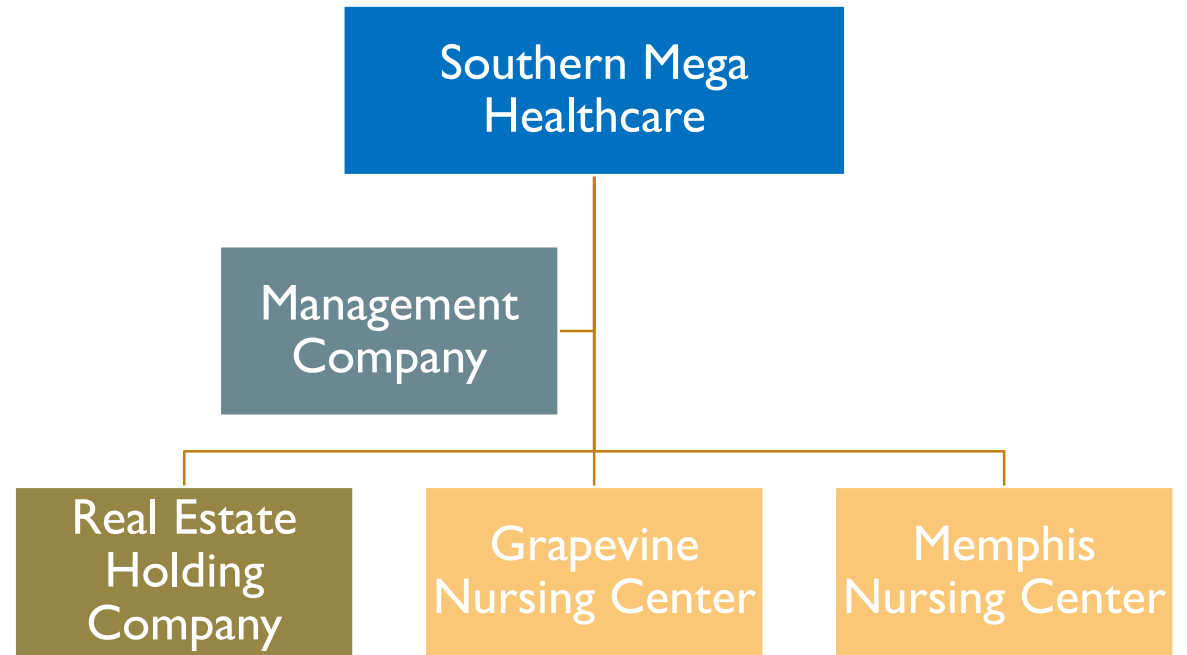 Southern Mega
Healthcare
Management
Company
Real Estate
Holding
Company
Grapevine
Nursing Center
Memphis
Nursing Center